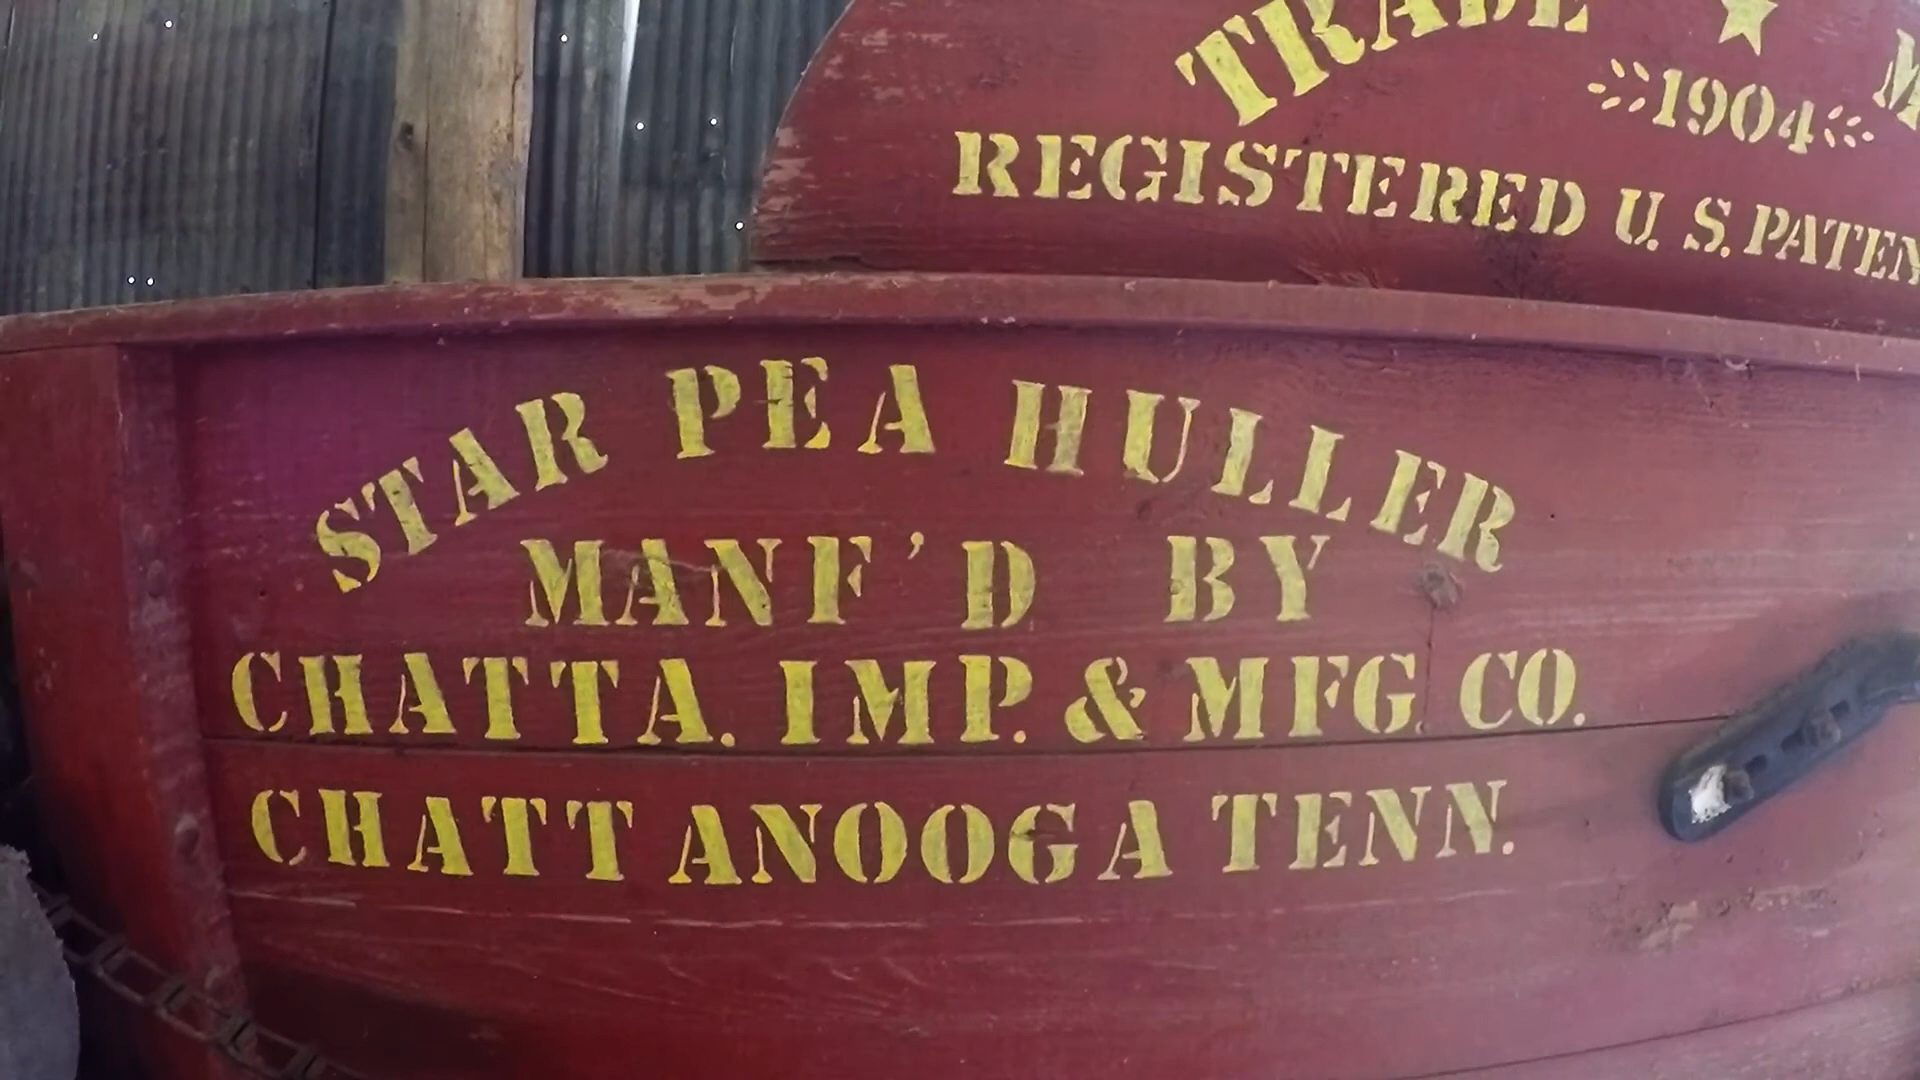 TRADE
1904
REGISTERED U. S. PATEN
STAR PEA HULLER
MANF'D BY
CHATTA. IMP. & MFG. CO.
CHATTANOOGA TENN.